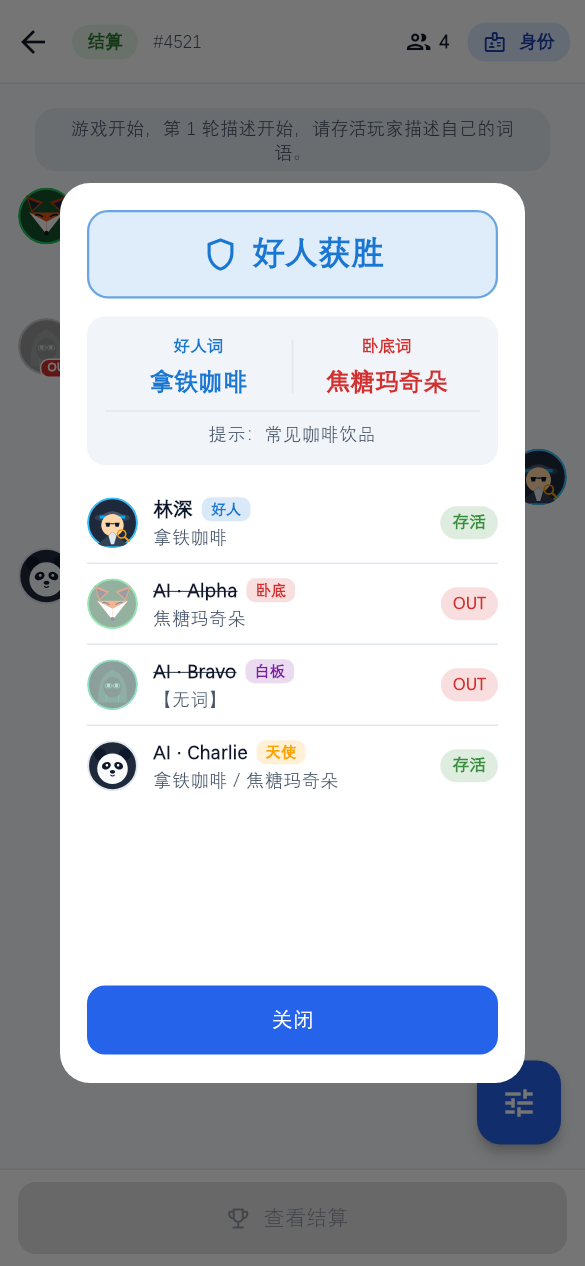 结算
#4521
4
身份
游戏开始，第 1 轮描述开始，请存活玩家描述自己的词
语。
好人获胜
好人词
卧底词
拿铁咖啡
焦糖玛奇朵
提示：常见咖啡饮品
林深
好人
拿铁咖啡
存活
AI · Alpha
卧底
焦糖玛奇朵
OUT
AI · Bravo
白板
【无词】
OUT
AI · Charlie
天使
拿铁咖啡 / 焦糖玛奇朵
存活
关闭
查看结算